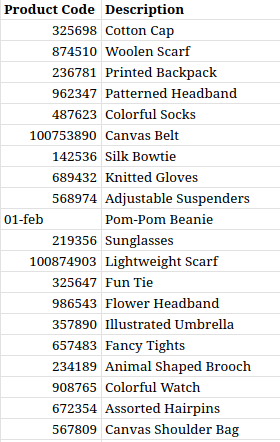 Product Code Description
325698 Cotton Cap
874510 Woolen Scarf
236781 Printed Backpack
962347 Patterned Headband
487623 Colorful Socks
100753890 Canvas Belt
142536 Silk Bowtie
689432 Knitted Gloves
568974 Adjustable Suspenders
01-feb Pom-Pom Beanie
219356 Sunglasses
100874903 Lightweight Scarf
325647 Fun Tie
986543 Flower Headband
357890 Illustrated Umbrella
657483 Fancy Tights
234189 Animal Shaped Brooch
908765 Colorful Watch
672354 Assorted Hairpins
567809 Canvas Shoulder Bag